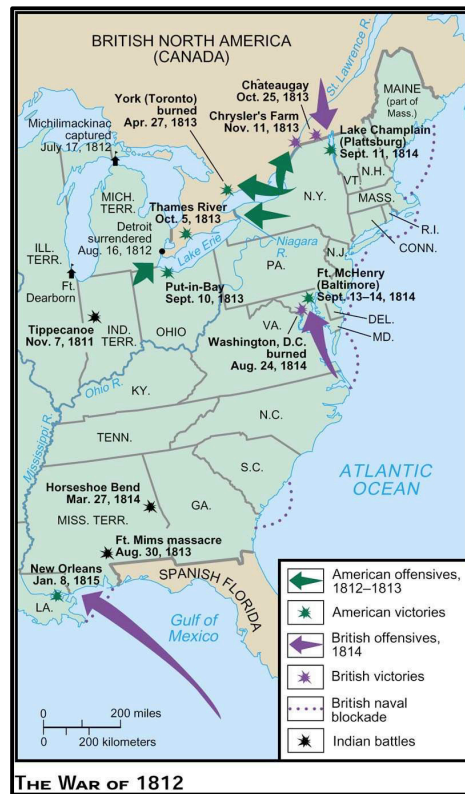 BRITISH NORTH AMERICA
(CANADA)
St. Lawrence R.
Chateaugay
Oct. 25, 1813
Chrysler's Farm
Nov. 11, 1813
MAINE
(part of
Mass.)
York (Toronto)
burned
Apr. 27, 1813
Michilimackinac
captured
July 17, 1812
Lake Champlain
(Plattsburg)
Sept. 11, 1814
VT.
N.H.
MICH.
TERR.
Thames River
Oct. 5, 1813
N.Y.
MASS.
R.I.
CONN.
Detroit
surrendered
Aug. 16, 1812
Lake Erie
Niagara
R.
ILL.
TERR.
PA.
N.J.
Ft.
Dearborn
Put-in-Bay
Sept. 10, 1813
Ft. McHenry
(Baltimore)
Sept. 13–14, 1814
Tippecanoe
Nov. 7, 1811
IND.
TERR.
OHIO
VA.
DEL.
MD.
Washington, D.C.
burned
Aug. 24, 1814
Ohio R.
KY.
Mississippi R.
N.C.
TENN.
S.C.
ATLANTIC
OCEAN
Horseshoe Bend
Mar. 27, 1814
MISS. TERR.
GA.
Ft. Mims massacre
Aug. 30, 1813
New Orleans
Jan. 8, 1815
LA.
SPANISH FLORIDA
Gulf of
Mexico
American offensives,
1812–1813
American victories
British offensives,
1814
British victories
British naval
blockade
Indian battles
0 200 miles
0 200 kilometers
THE WAR OF 1812